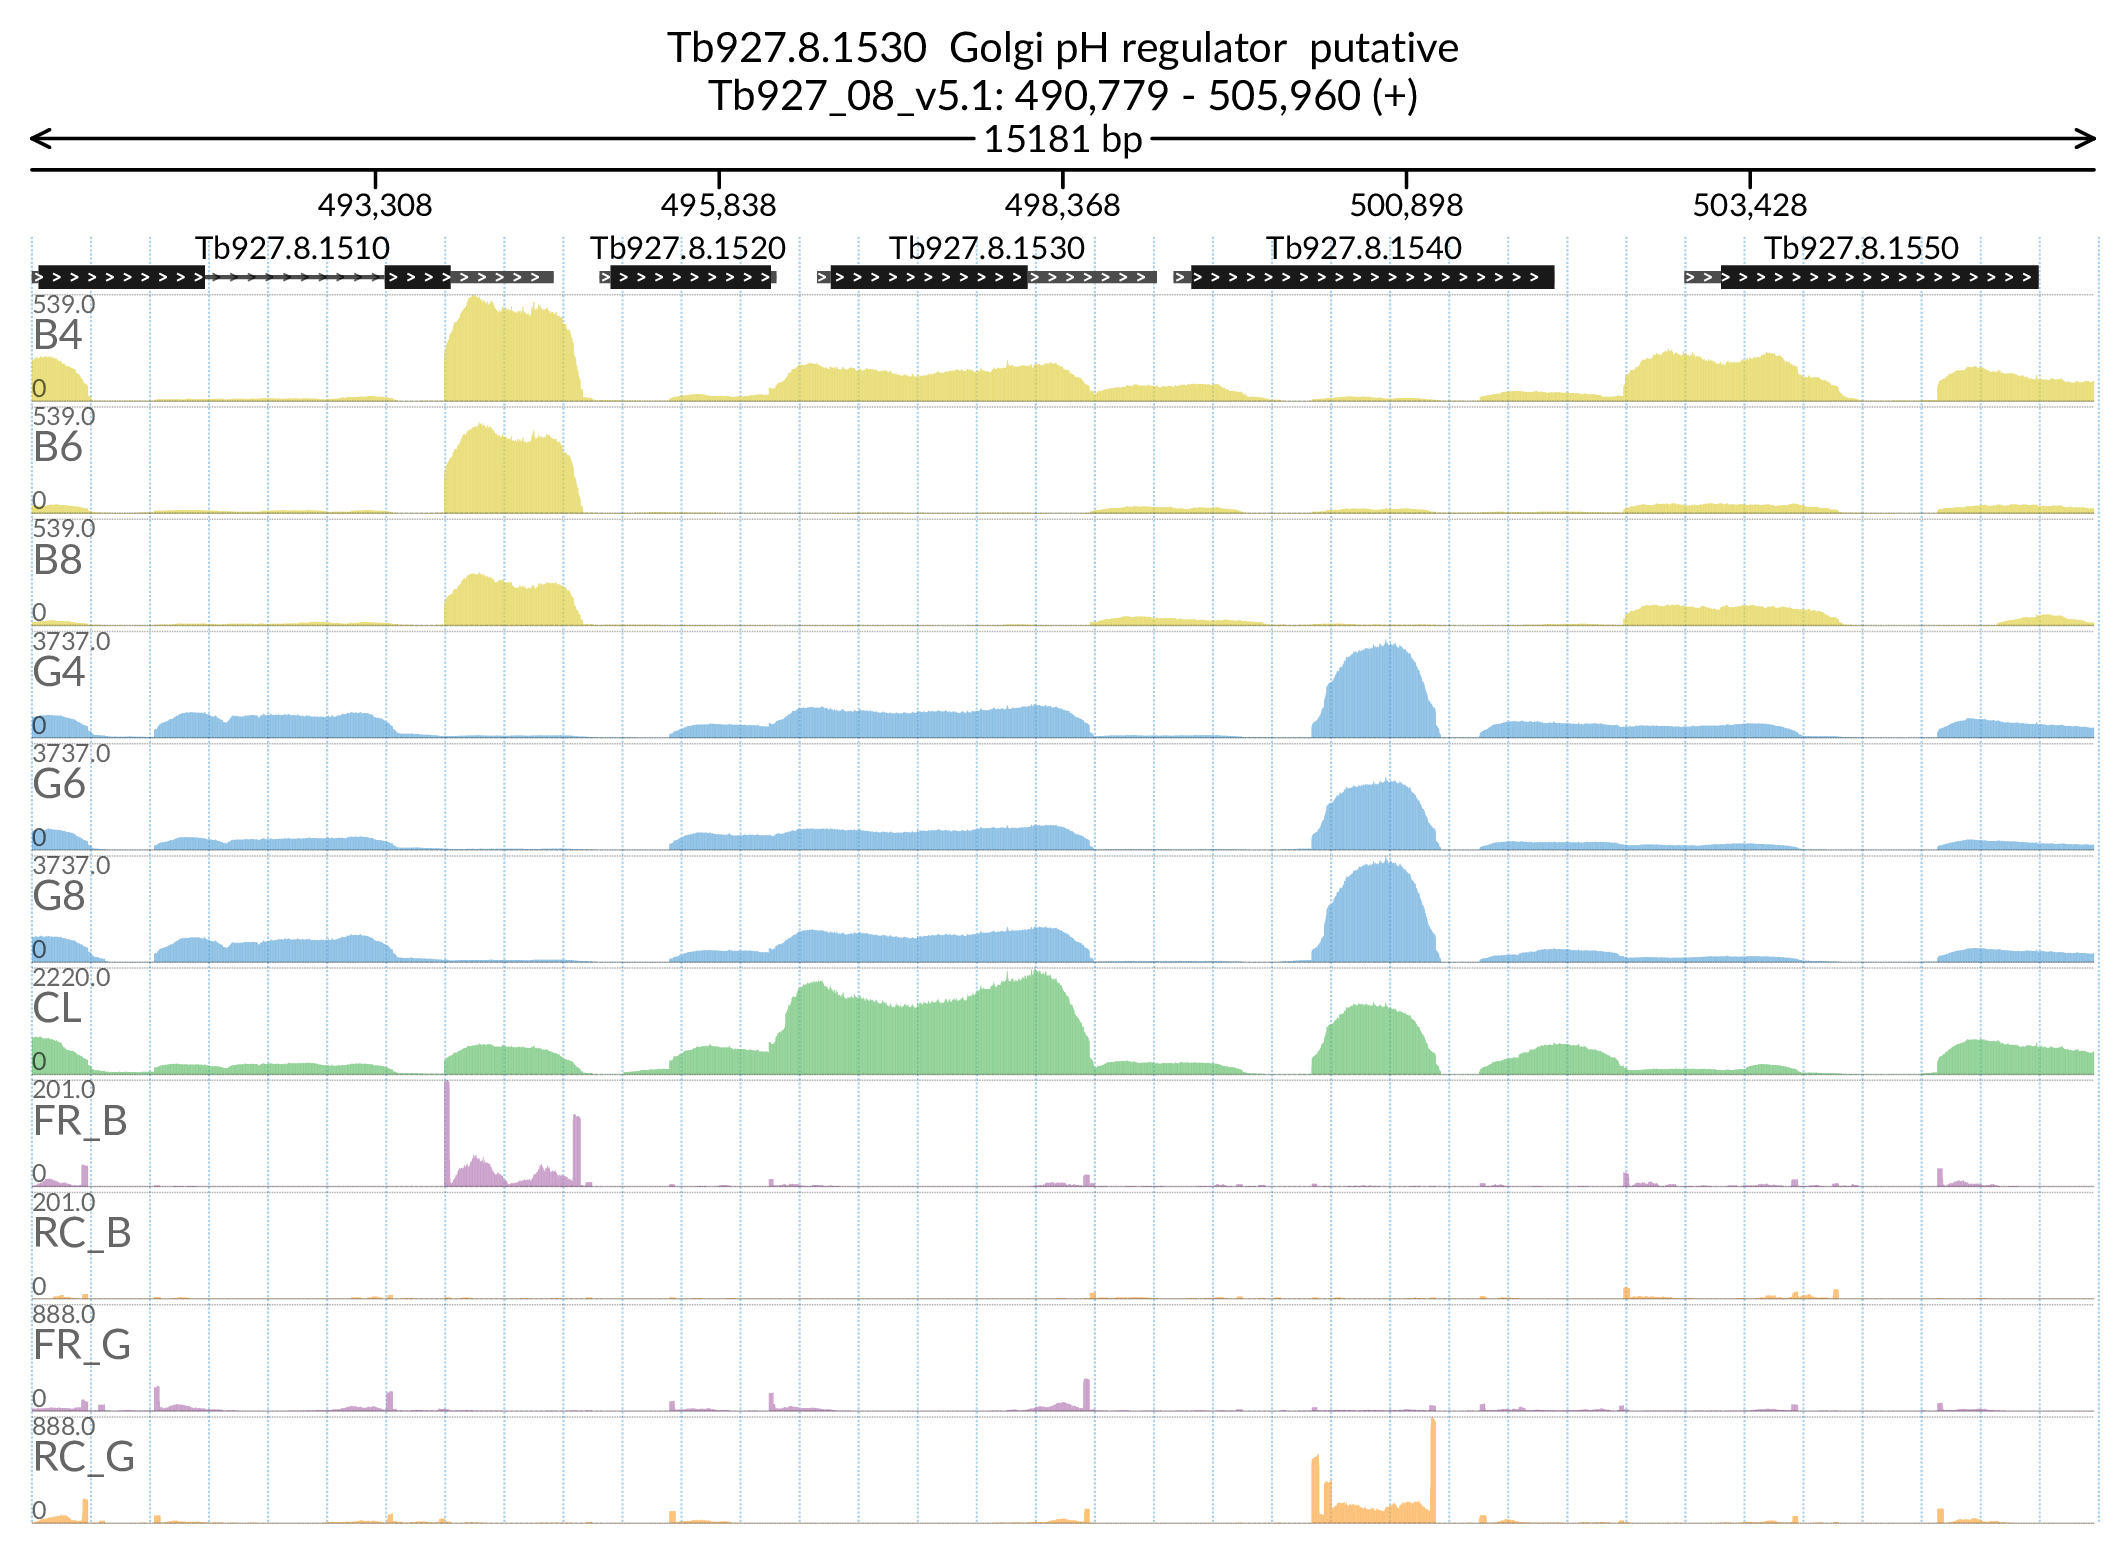 Tb927.8.1530 Golgi pH regulator putative
Tb927_08_v5.1: 490,779 - 505,960 (+)
15181 bp
493,308 495,838 498,368 500,898 503,428
Tb927.8.1510 Tb927.8.1520 Tb927.8.1530 Tb927.8.1540 Tb927.8.1550
539.0
B4
0
539.0
B6
0
539.0
B8
0
3737.0
G4
0
3737.0
G6
0
3737.0
G8
0
2220.0
CL
0
201.0
FR_B
0
201.0
RC_B
0
888.0
FR_G
0
888.0
RC_G
0